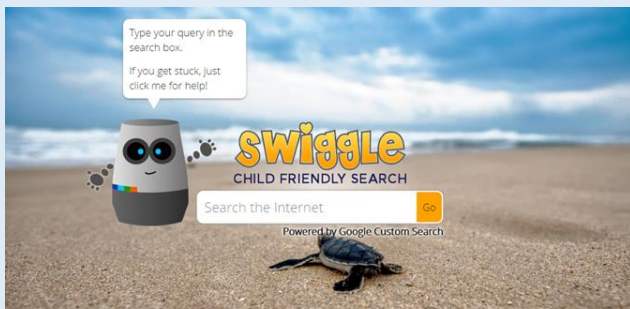 Type your query in the
search box.
If you get stuck, just
click me for help!
swiggle
CHILD FRIENDLY SEARCH
Search the Internet
Go
Powered by Google Custom Search